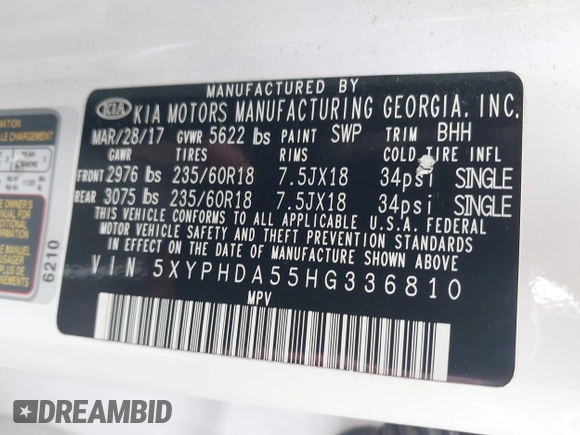 MANUFACTURED BY
KIA KIA MOTORS MANUFACTURING GEORGIA, INC.
MAR/28/17 GVWR 5622 lbs PAINT SWP TRIM BHH
GAWR TIRES RIMS COLD TIRE INFL
FRONT 2976 lbs 235/60R18 7.5JX18 34psi SINGLE
REAR 3075 lbs 235/60R18 7.5JX18 34psi SINGLE
THIS VEHICLE CONFORMS TO ALL APPLICABLE U.S.A. FEDERAL
MOTOR VEHICLE SAFETY AND THEFT PREVENTION STANDARDS
IN EFFECT ON THE DATE OF MANUFACTURE SHOWN ABOVE.
VIN 5XYPHDA55HG336810
MPV
6210
DREAMBID